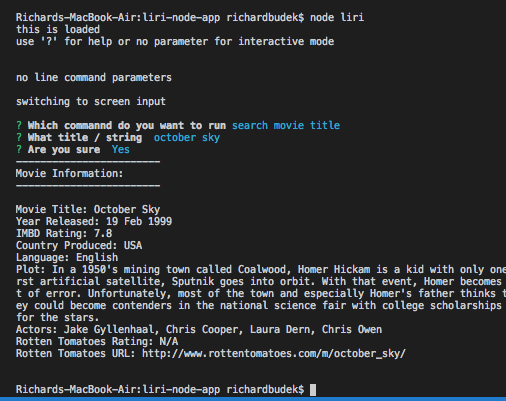 Richards-MacBook-Air:liri-node-app richardbudek$ node liri
this is loaded
use '?' for help or no parameter for interactive mode
no line command parameters
switching to screen input
? Which commannd do you want to run search movie title
? What title / string  october sky
? Are you sure  Yes
------------------------
Movie Information:
------------------------
Movie Title: October Sky
Year Released: 19 Feb 1999
IMBD Rating: 7.8
Country Produced: USA
Language: English
Plot: In a 1950's mining town called Coalwood, Homer Hickam is a kid with only one
rst artificial satellite, Sputnik goes into orbit. With that event, Homer becomes
t of error. Unfortunately, most of the town and especially Homer's father thinks t
ey could become contenders in the national science fair with college scholarships
for the stars.
Actors: Jake Gyllenhaal, Chris Cooper, Laura Dern, Chris Owen
Rotten Tomatoes Rating: N/A
Rotten Tomatoes URL: http://www.rottentomatoes.com/m/october_sky/
Richards-MacBook-Air:liri-node-app richardbudek$